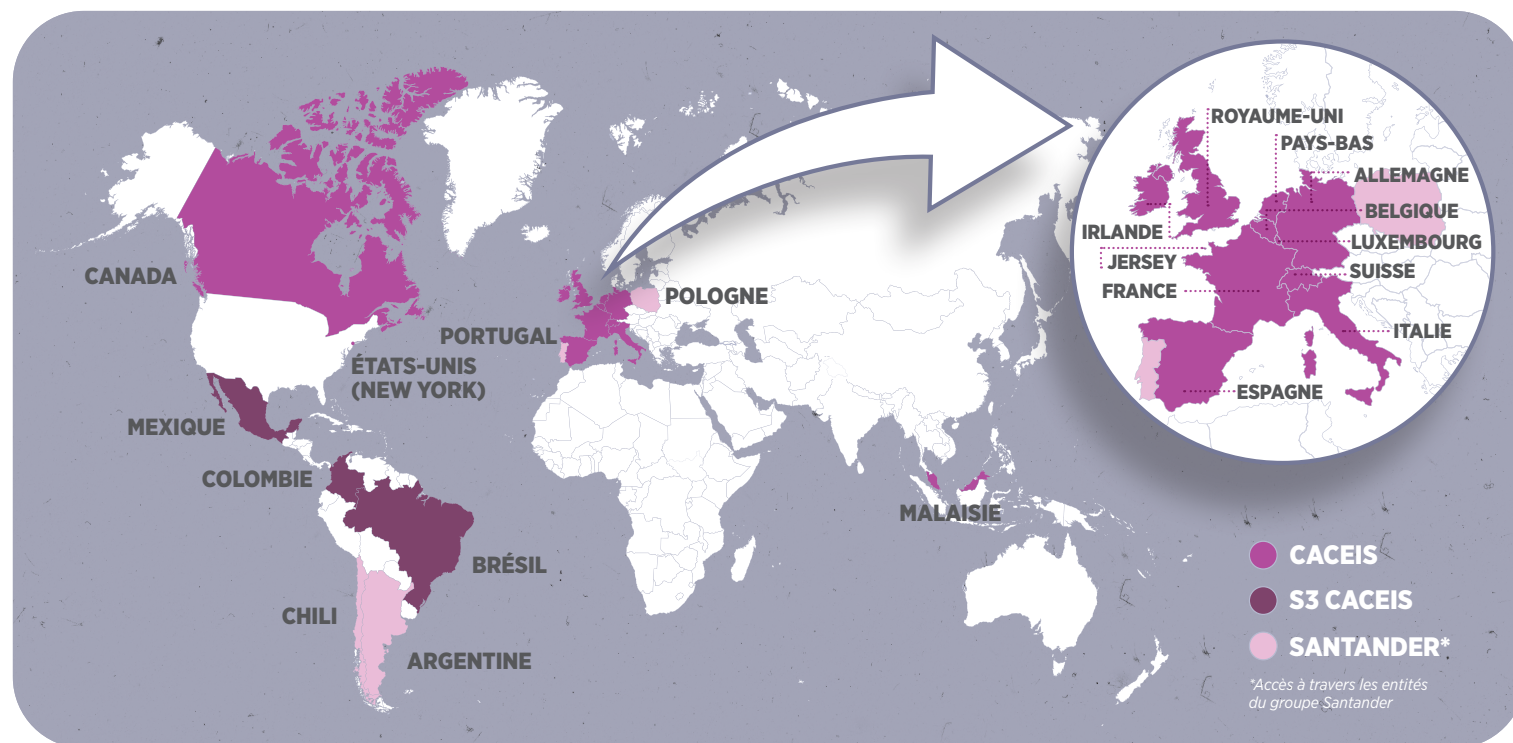 CANADA
POLOGNE
PORTUGAL
ÉTATS-UNIS
(NEW YORK)
MEXIQUE
COLOMBIE
BRÉSIL
CHILI
ARGENTINE
MALAISIE
ROYAUME-UNI
PAYS-BAS
ALLEMAGNE
BELGIQUE
IRLANDE
LUXEMBOURG
JERSEY
SUISSE
FRANCE
ITALIE
ESPAGNE
CACEIS
S3 CACEIS
SANTANDER*
*Accès à travers les entités
du groupe Santander